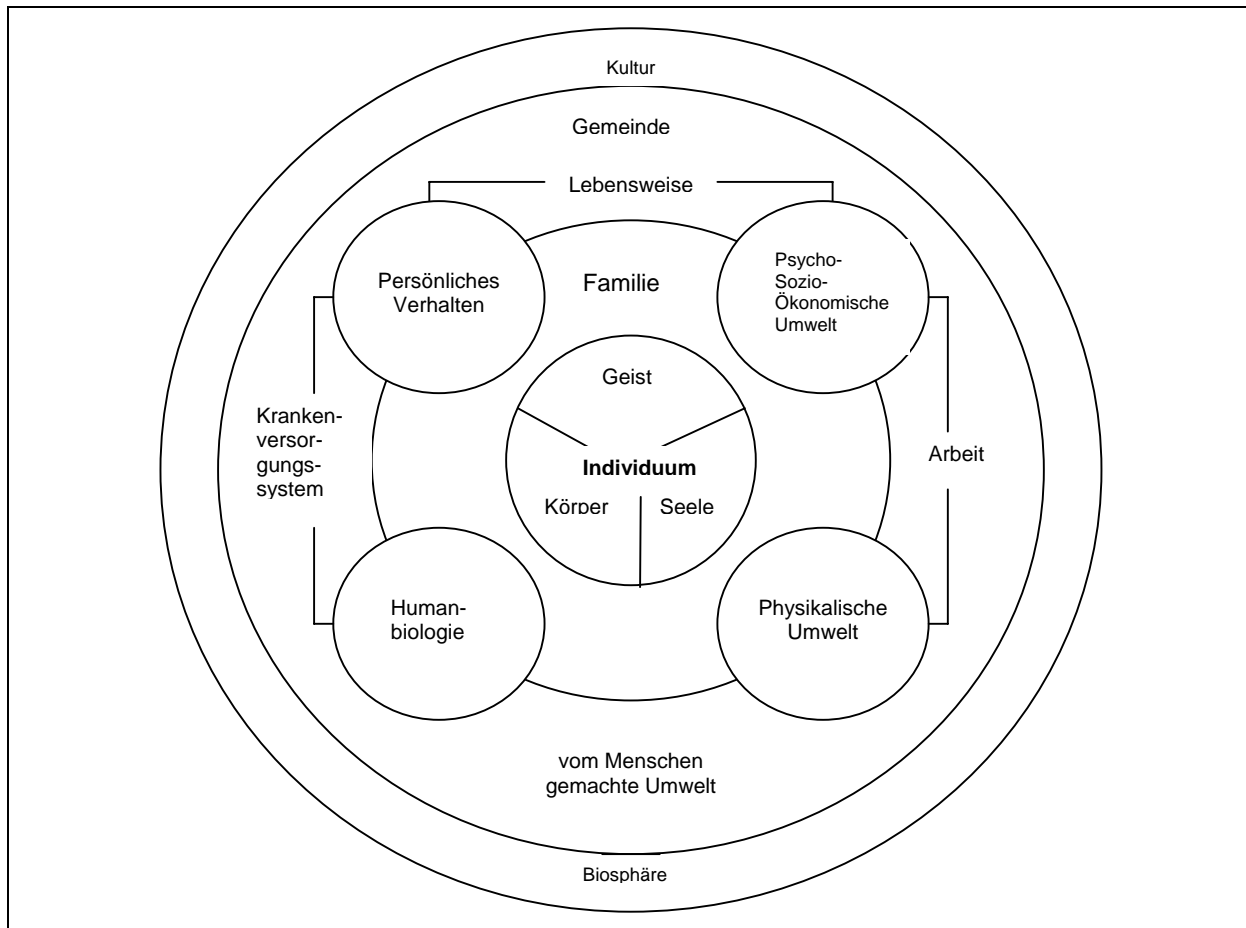 Kultur
Gemeinde
Lebensweise
Persönliches
Verhalten
Familie
Psycho-
Sozio-
Ökonomische
Umwelt
Geist
Kranken-
versor-
gungs-
system
Individuum
Arbeit
Körper
Seele
Human-
biologie
Physikalische
Umwelt
vom Menschen
gemachte Umwelt
Biosphäre